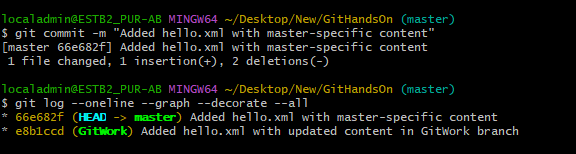 localadmin@ESTB2_PUR-AB MINGW64 ~/Desktop/New/GitHandsOn (master)
$ git commit -m "Added hello.xml with master-specific content"
[master 66e682f] Added hello.xml with master-specific content
 1 file changed, 1 insertion(+), 2 deletions(-)
localadmin@ESTB2_PUR-AB MINGW64 ~/Desktop/New/GitHandsOn (master)
$ git log --oneline --graph --decorate --all
* 66e682f (HEAD -> master) Added hello.xml with master-specific content
* e8b1ccd (GitWork) Added hello.xml with updated content in GitWork branch